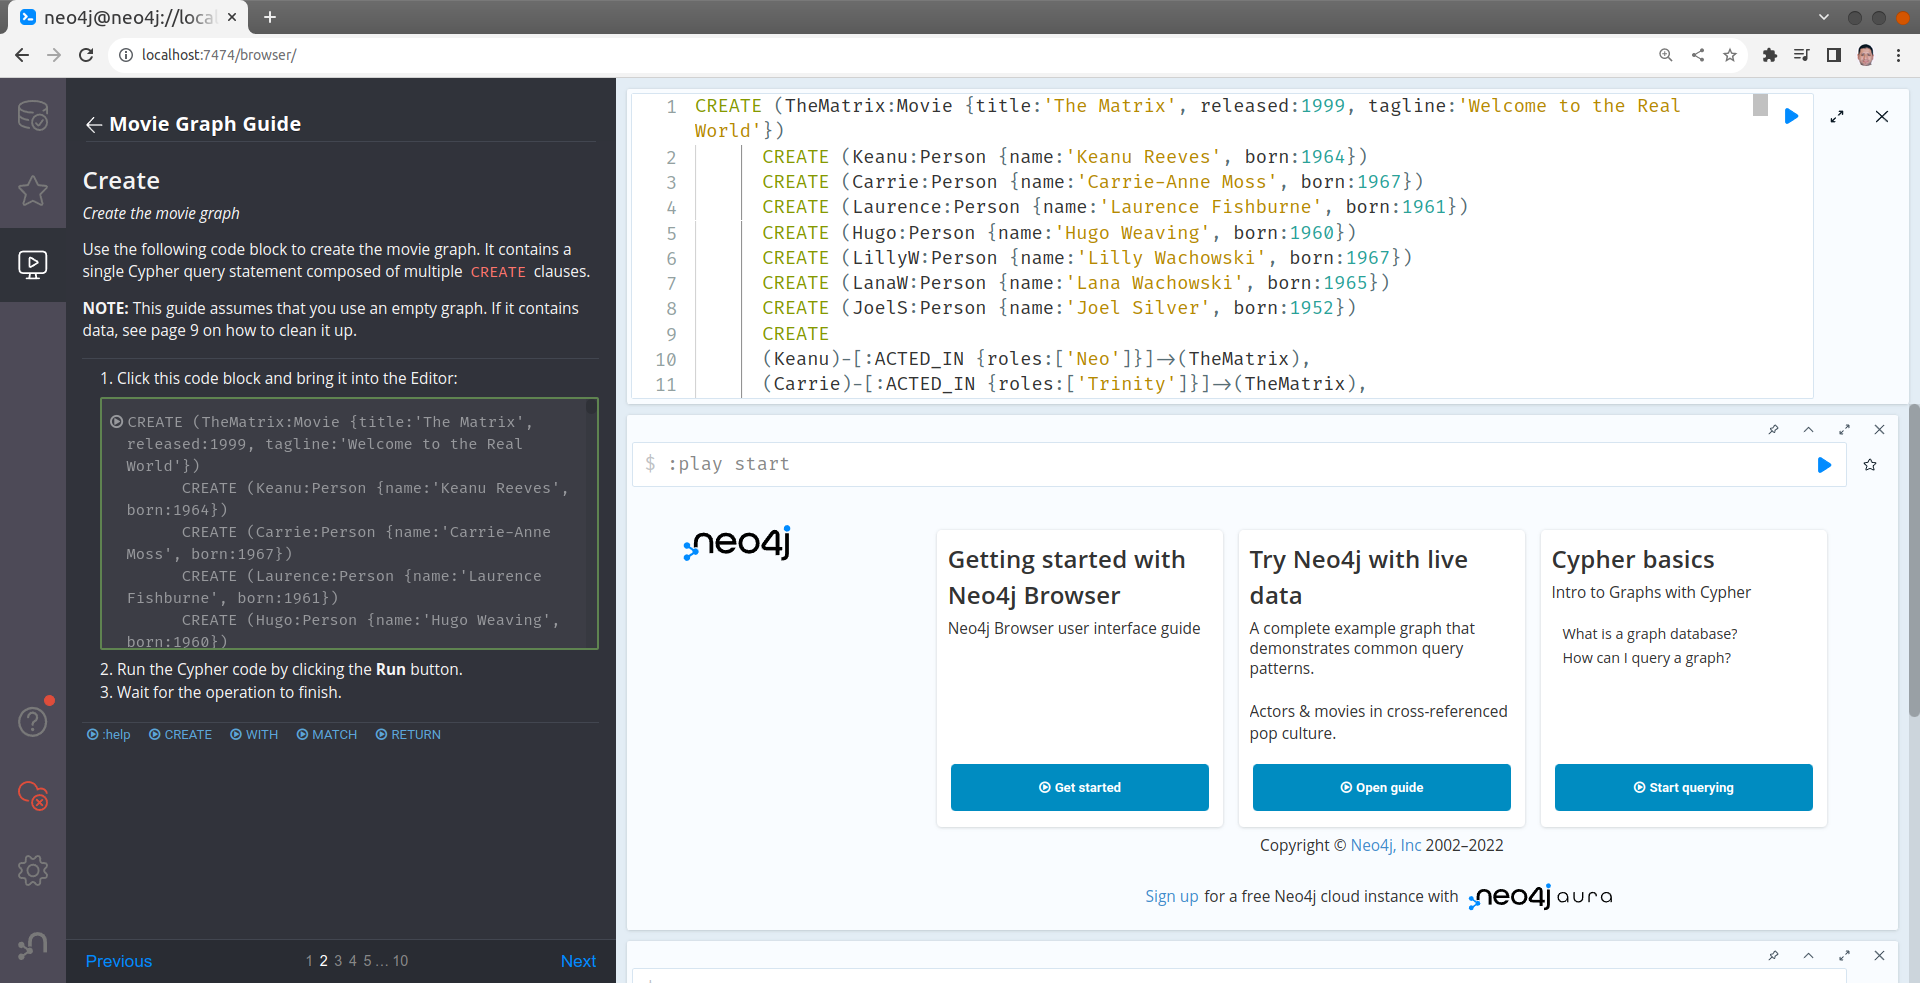 neo4j@neo4j://loca
localhost:7474/browser/
Movie Graph Guide
Create
Create the movie graph
Use the following code block to create the movie graph. It contains a
single Cypher query statement composed of multiple CREATE clauses.
NOTE: This guide assumes that you use an empty graph. If it contains
data, see page 9 on how to clean it up.
1. Click this code block and bring it into the Editor:
CREATE (TheMatrix:Movie {title:'The Matrix',
released:1999, tagline:'Welcome to the Real
World'})
CREATE (Keanu:Person {name:'Keanu Reeves',
born:1964})
CREATE (Carrie:Person {name:'Carrie-Anne
Moss', born:1967})
CREATE (Laurence:Person {name:'Laurence
Fishburne', born:1961})
CREATE (Hugo:Person {name:'Hugo Weaving',
born:1960})
2. Run the Cypher code by clicking the Run button.
3. Wait for the operation to finish.
:help CREATE WITH MATCH RETURN
Previous 1 2 3 4 5 ... 10 Next
1 CREATE (TheMatrix:Movie {title:'The Matrix', released:1999, tagline:'Welcome to the Real
World'})
2 CREATE (Keanu:Person {name:'Keanu Reeves', born:1964})
3 CREATE (Carrie:Person {name:'Carrie-Anne Moss', born:1967})
4 CREATE (Laurence:Person {name:'Laurence Fishburne', born:1961})
5 CREATE (Hugo:Person {name:'Hugo Weaving', born:1960})
6 CREATE (LillyW:Person {name:'Lilly Wachowski', born:1967})
7 CREATE (LanaW:Person {name:'Lana Wachowski', born:1965})
8 CREATE (JoelS:Person {name:'Joel Silver', born:1952})
9 CREATE
10 (Keanu)-[:ACTED_IN {roles:['Neo']}]->(TheMatrix),
11 (Carrie)-[:ACTED_IN {roles:['Trinity']}]->(TheMatrix),
$ :play start
neo4j
Getting started with
Neo4j Browser
Neo4j Browser user interface guide
Get started
Try Neo4j with live
data
A complete example graph that
demonstrates common query
patterns.
Actors & movies in cross-referenced
pop culture.
Open guide
Cypher basics
Intro to Graphs with Cypher
What is a graph database?
How can I query a graph?
Start querying
Copyright © Neo4j, Inc 2002–2022
Sign up for a free Neo4j cloud instance with neo4j aura